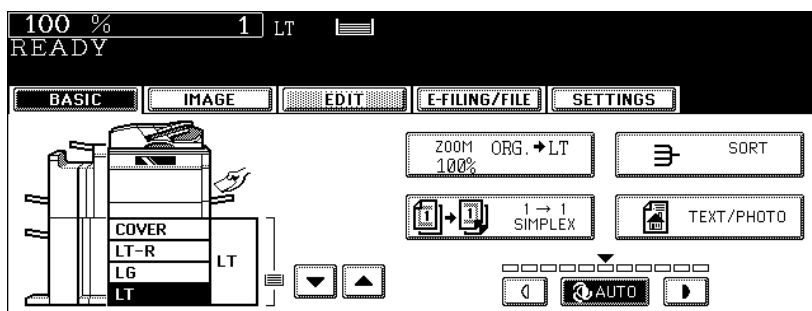 100 % 1 LT
READY
BASIC IMAGE EDIT E-FILING/FILE SETTINGS
ZOOM ORG.➔LT
100%
SORT
1 → 1
SIMPLEX
TEXT/PHOTO
COVER
LT-R
LG
LT
LT
AUTO